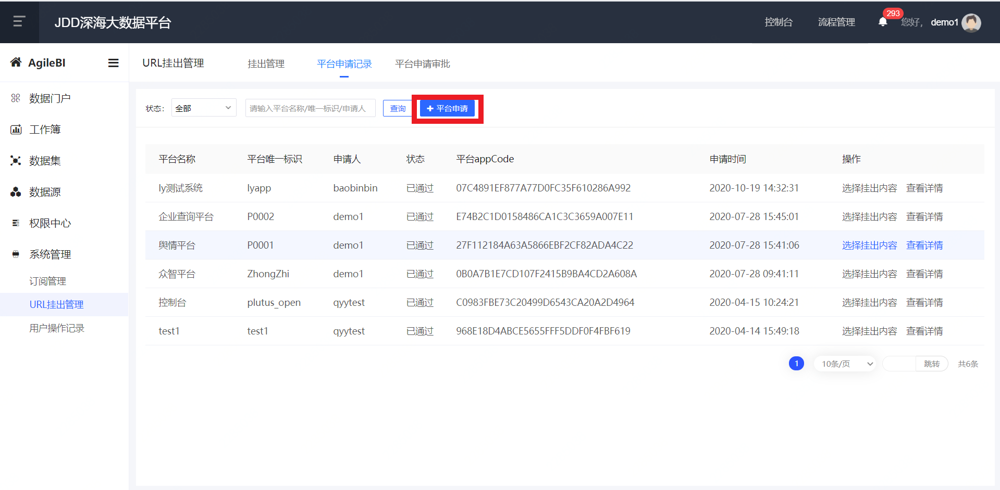 JDD深海大数据平台
控制台 流程管理 293 您好, demo1
AgileBI
URL挂出管理 挂出管理 平台申请记录 平台申请审批
数据门户
工作簿
数据集
数据源
权限中心
系统管理
订阅管理
URL挂出管理
用户操作记录
状态: 全部 请输入平台名称/唯一标识/申请人 查询 + 平台申请
平台名称 平台唯一标识 申请人 状态 平台appCode 申请时间 操作
ly测试系统 lyapp baobinbin 已通过 07C4891EF877A77D0FC35F610286A992 2020-10-19 14:32:31 选择挂出内容 查看详情
企业查询平台 P0002 demo1 已通过 E74B2C1D0158486CA1C3C3659A007E11 2020-07-28 15:45:01 选择挂出内容 查看详情
舆情平台 P0001 demo1 已通过 27F112184A63A5866EBF2CF82ADA4C22 2020-07-28 15:41:06 选择挂出内容 查看详情
众智平台 ZhongZhi demo1 已通过 0B0A7B1E7CD107F2415B9BA4CD2A608A 2020-07-28 09:41:11 选择挂出内容 查看详情
控制台 plutus_open qyytest 已通过 C0983FBE73C20499D6543CA20A2D4964 2020-04-15 10:24:21 选择挂出内容 查看详情
test1 test1 qyytest 已通过 968E18D4ABCE5655FFF5DDF0F4FBF619 2020-04-14 15:49:18 选择挂出内容 查看详情
1 10条/页 跳转 共6条